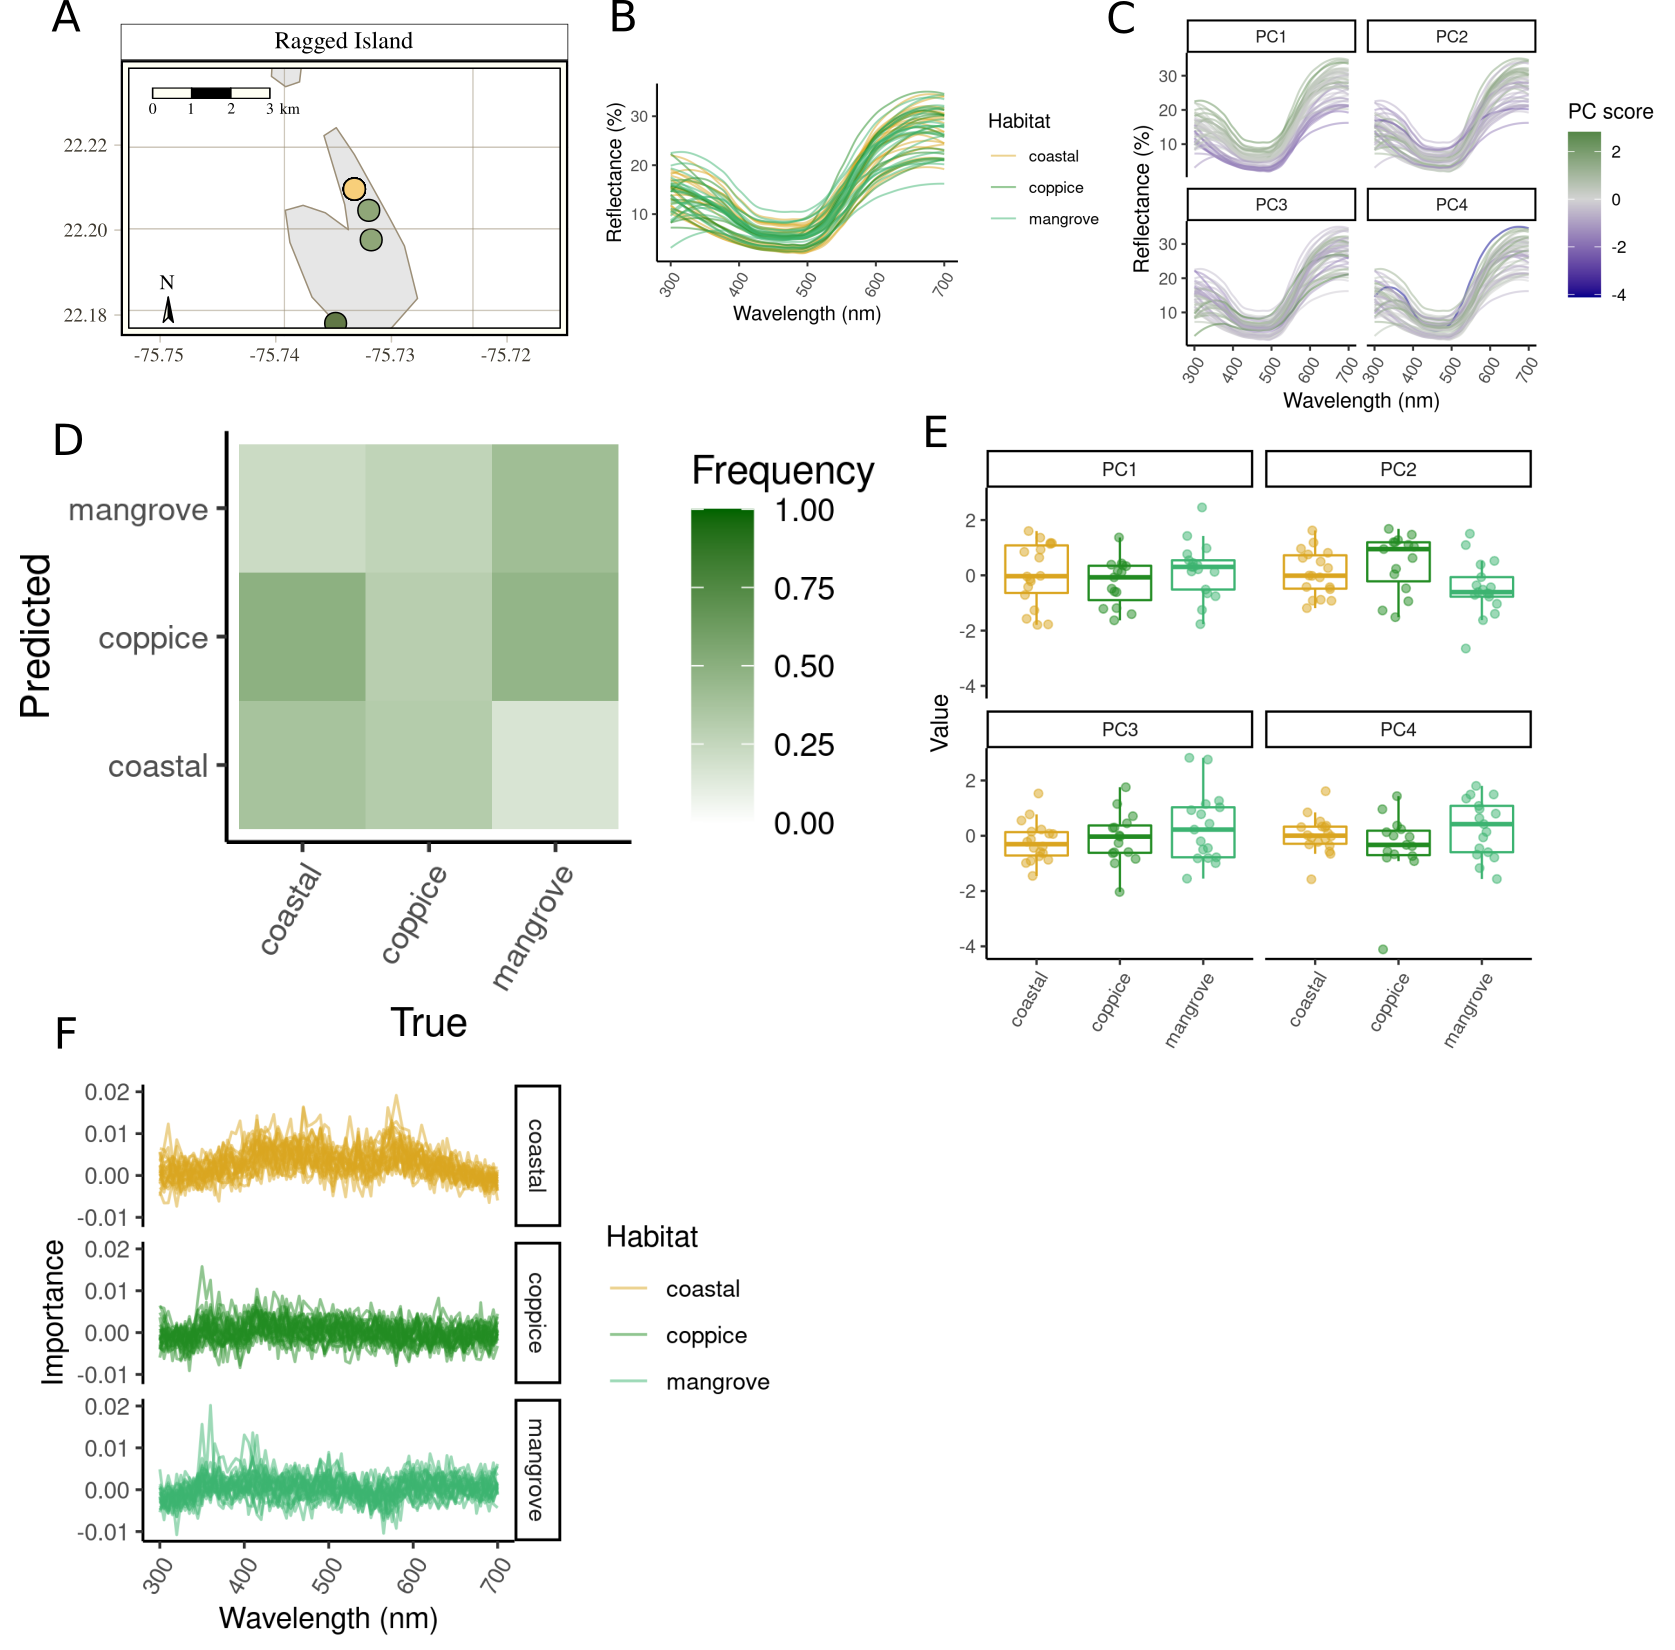 A
Ragged Island
0 1 2 3 km
22.22
22.20
22.18
N
-75.75 -75.74 -75.73 -75.72
B
Reflectance (%)
30
20
10
300 400 500 600 700
Wavelength (nm)
Habitat
coastal
coppice
mangrove
C
PC1 PC2
30
20
10
PC3 PC4
30
20
10
Reflectance (%)
300 400 500 600 700 300 400 500 600 700
Wavelength (nm)
PC score
2
0
-2
-4
D
Predicted
mangrove
coppice
coastal
coastal coppice mangrove
True
Frequency
1.00
0.75
0.50
0.25
0.00
E
PC1 PC2
2
0
-2
-4
Value
PC3 PC4
2
0
-2
-4
coastal coppice mangrove coastal coppice mangrove
F
Importance
0.02
0.01
0.00
-0.01
coastal
0.02
0.01
0.00
-0.01
coppice
0.02
0.01
0.00
-0.01
mangrove
300 400 500 600 700
Wavelength (nm)
Habitat
coastal
coppice
mangrove